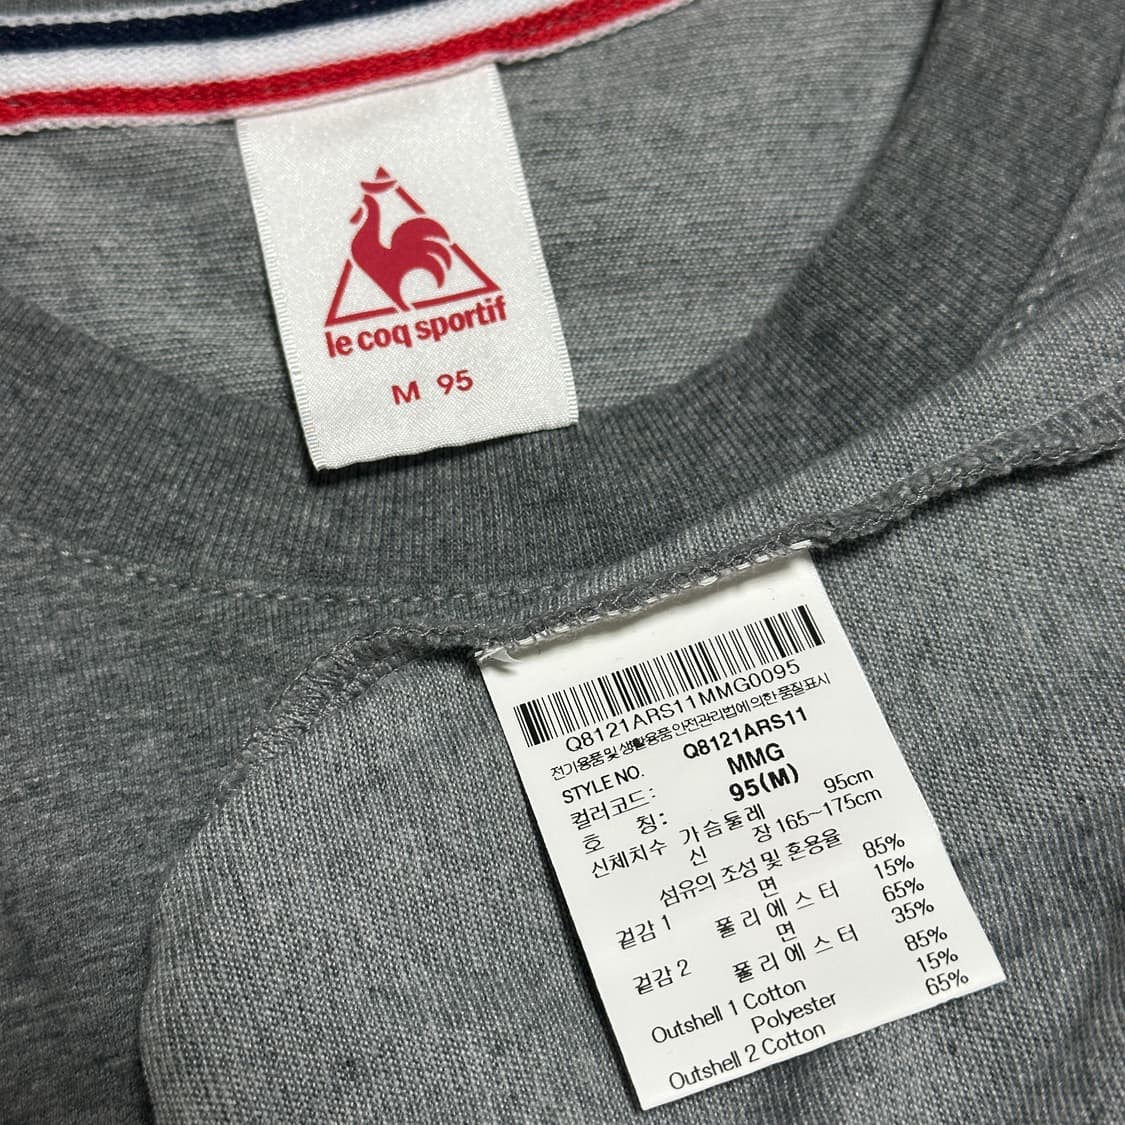 le coq sportif
M 95
Q8121ARS11MMG0095
전기용품및생활용품안전관리법에의한품질표시
STYLE NO. Q8121ARS11
컬러코드: MMG
호 칭: 95(M)
신체치수 가슴둘레 95cm
신 장 165~175cm
섬유의 조성 및 혼용율
겉감 1 면 85%
폴리에스터 15%
겉감 2 면 65%
폴리에스터 35%
Outshell 1 Cotton 85%
Polyester 15%
Outshell 2 Cotton 65%